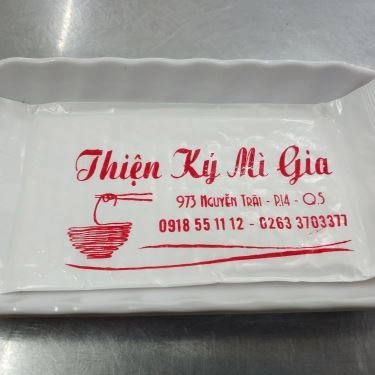 Thiện Ký Mì Gia
973 NGUYỄN TRÃI - P.14 - Q.5
0918 55 11 12 - 0263 3703377